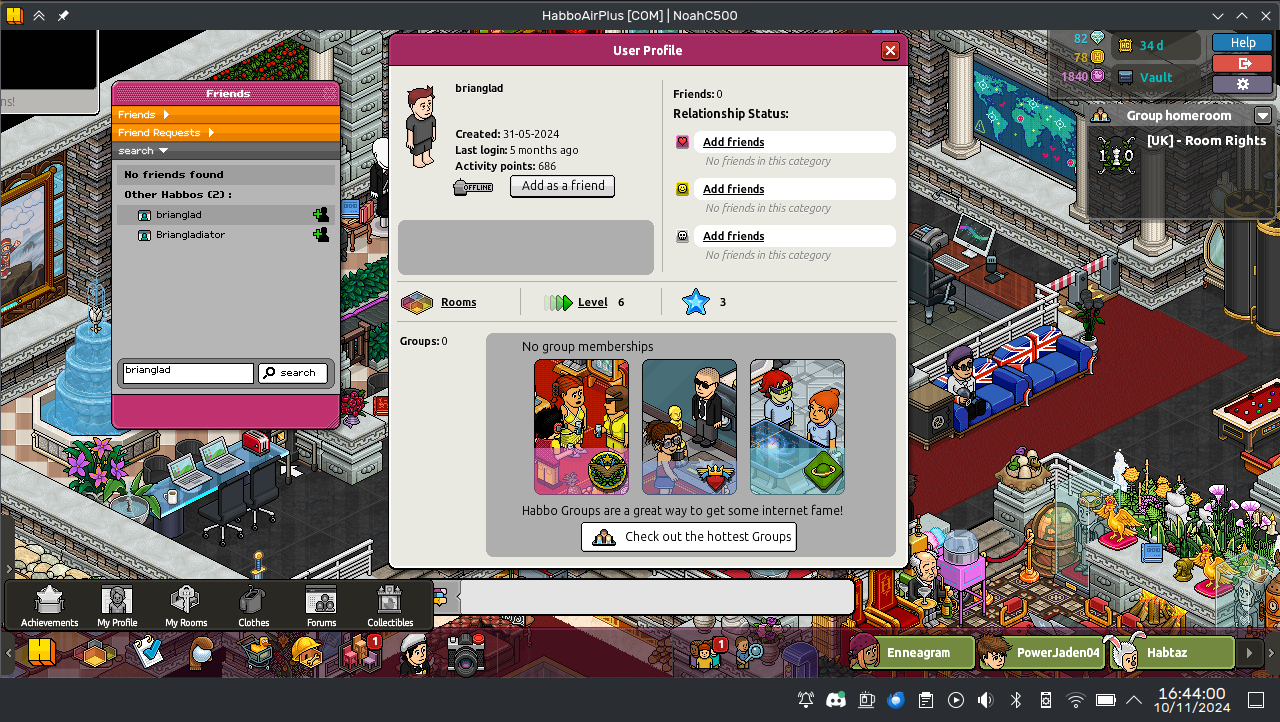 HabboAirPlus [COM] | NoahC500
ns!
Friends
Friends
Friend Requests
search
No friends found
Other Habbos (2) :
brianglad
Briangladiator
brianglad
search
User Profile
brianglad
Created: 31-05-2024
Last login: 5 months ago
Activity points: 686
OFFLINE
Add as a friend
Friends: 0
Relationship Status:
Add friends
No friends in this category
Add friends
No friends in this category
Add friends
No friends in this category
Rooms
Level 6
3
Groups: 0
No group memberships
Habbo Groups are a great way to get some internet fame!
Check out the hottest Groups
82
78
1840
34 d
Vault
Help
Group homeroom
[UK] - Room Rights
1 0
Achievements
My Profile
My Rooms
Clothes
Forums
Collectibles
1
1
Enneagram
PowerJaden04
Habtaz
16:44:00
10/11/2024